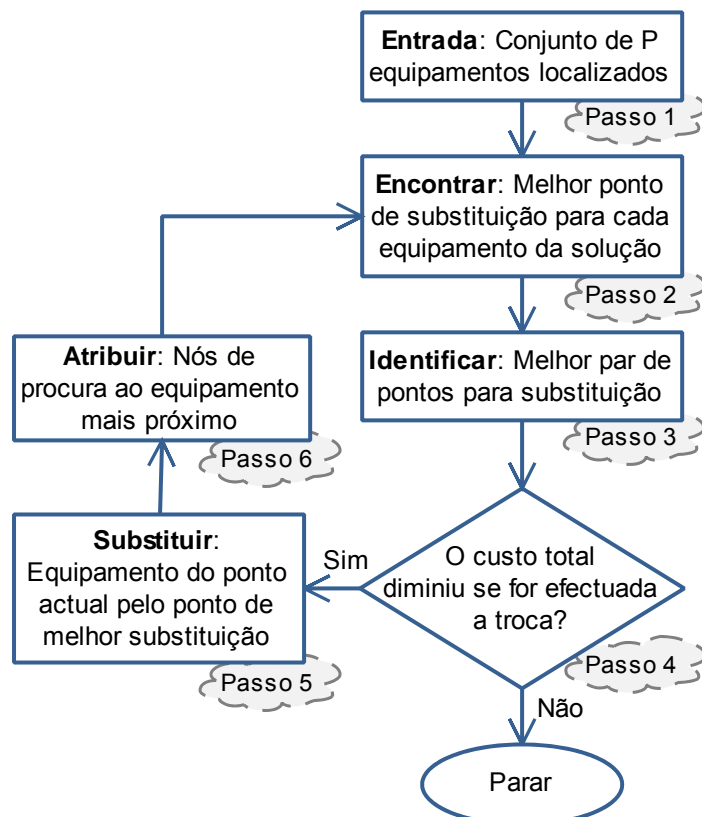 Entrada: Conjunto de P
equipamentos localizados
Passo 1
Encontrar: Melhor ponto
de substituição para cada
equipamento da solução
Passo 2
Identificar: Melhor par de
pontos para substituição
Passo 3
O custo total
diminiu se for efectuada
a troca?
Passo 4
Sim
Não
Substituir:
Equipamento do ponto
actual pelo ponto de
melhor substituição
Passo 5
Atribuir: Nós de
procura ao equipamento
mais próximo
Passo 6
Parar